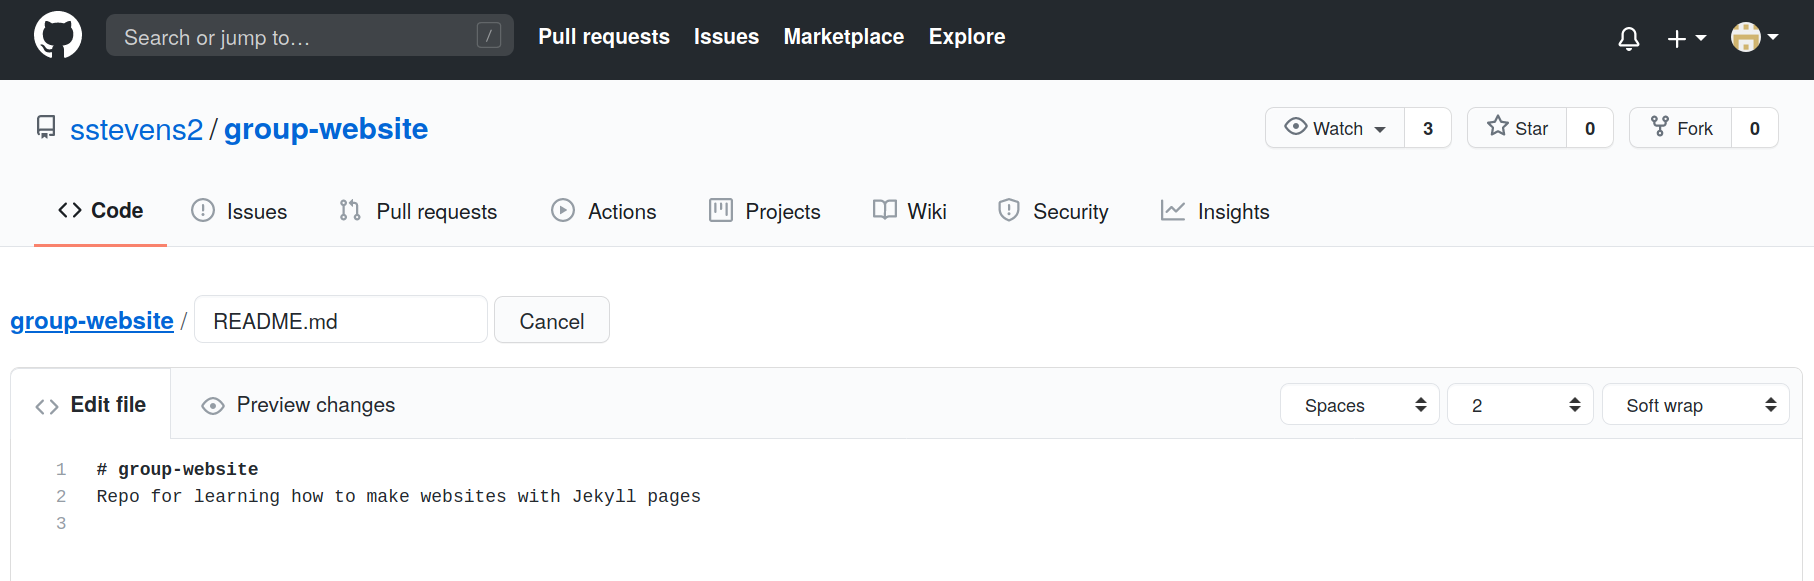 Search or jump to… /
Pull requests Issues Marketplace Explore
sstevens2 / group-website
Watch 3 Star 0 Fork 0
Code Issues Pull requests Actions Projects Wiki Security Insights
group-website / README.md Cancel
Edit file Preview changes Spaces 2 Soft wrap
1 # group-website
2 Repo for learning how to make websites with Jekyll pages
3